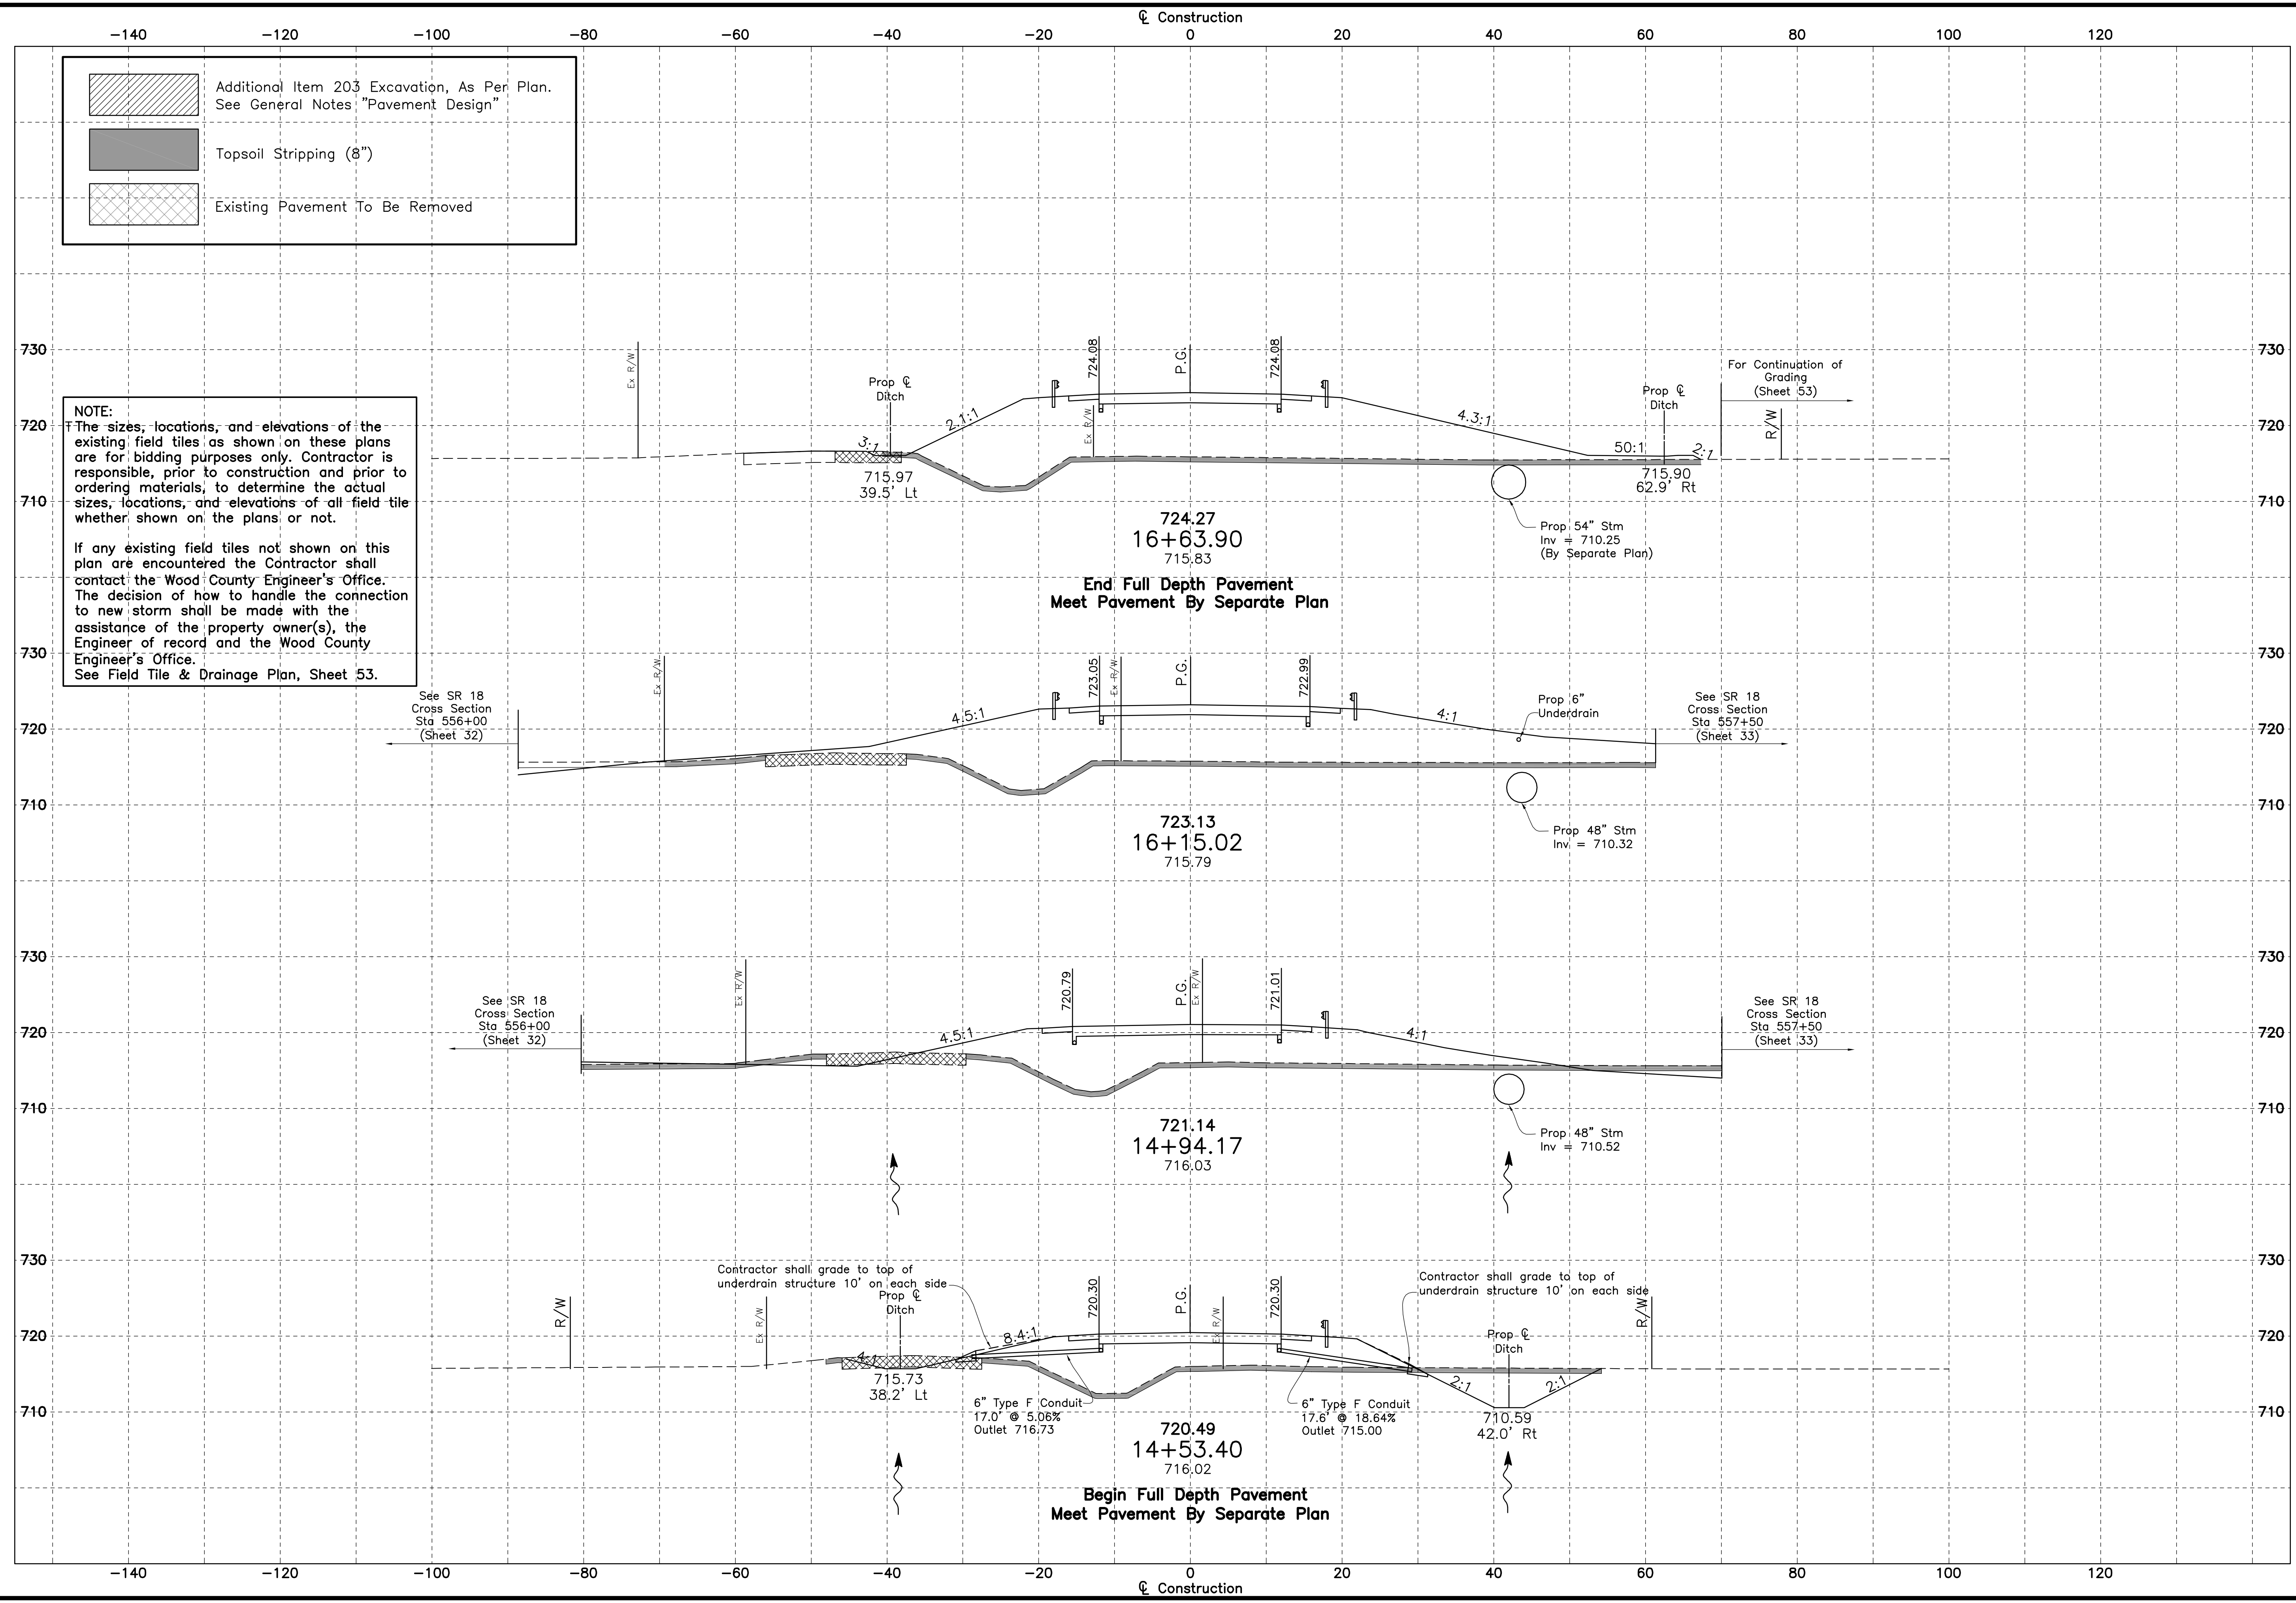 ℄ Construction
-140 -120 -100 -80 -60 -40 -20 0 20 40 60 80 100 120
Additional Item 203 Excavation, As Per Plan.
See General Notes "Pavement Design"
Topsoil Stripping (8")
Existing Pavement To Be Removed
NOTE:
The sizes, locations, and elevations of the
existing field tiles as shown on these plans
are for bidding purposes only. Contractor is
responsible, prior to construction and prior to
ordering materials, to determine the actual
sizes, locations, and elevations of all field tile
whether shown on the plans or not.
If any existing field tiles not shown on this
plan are encountered the Contractor shall
contact the Wood County Engineer's Office.
The decision of how to handle the connection
to new storm shall be made with the
assistance of the property owner(s), the
Engineer of record and the Wood County
Engineer's Office.
See Field Tile & Drainage Plan, Sheet 53.
730 730
720 720
710 710
Ex R/W
Prop ℄
Ditch
3:1
2.1:1
715.97
39.5' Lt
724.08
Ex R/W
P.G.
724.08
4.3:1
50:1
2:1
Prop ℄
Ditch
715.90
62.9' Rt
For Continuation of
Grading
(Sheet 53)
R/W
Prop 54" Stm
Inv = 710.25
(By Separate Plan)
724.27
16+63.90
715.83
End Full Depth Pavement
Meet Pavement By Separate Plan
730 730
720 720
710 710
See SR 18
Cross Section
Sta 556+00
(Sheet 32)
Ex R/W
4.5:1
723.05
Ex R/W
P.G.
722.99
4:1
Prop 6"
Underdrain
See SR 18
Cross Section
Sta 557+50
(Sheet 33)
Prop 48" Stm
Inv = 710.32
723.13
16+15.02
715.79
730 730
720 720
710 710
See SR 18
Cross Section
Sta 556+00
(Sheet 32)
Ex R/W
4.5:1
720.79
P.G.
Ex R/W
721.01
4:1
See SR 18
Cross Section
Sta 557+50
(Sheet 33)
Prop 48" Stm
Inv = 710.52
721.14
14+94.17
716.03
730 730
720 720
710 710
R/W
Ex R/W
Contractor shall grade to top of
underdrain structure 10' on each side
Prop ℄
Ditch
4:1
8.4:1
715.73
38.2' Lt
720.30
P.G.
Ex R/W
720.30
Contractor shall grade to top of
underdrain structure 10' on each side
R/W
Prop ℄
Ditch
2:1
2:1
710.59
42.0' Rt
6" Type F Conduit
17.0' @ 5.06%
Outlet 716.73
6" Type F Conduit
17.6' @ 18.64%
Outlet 715.00
720.49
14+53.40
716.02
Begin Full Depth Pavement
Meet Pavement By Separate Plan
-140 -120 -100 -80 -60 -40 -20 0 20 40 60 80 100 120
℄ Construction